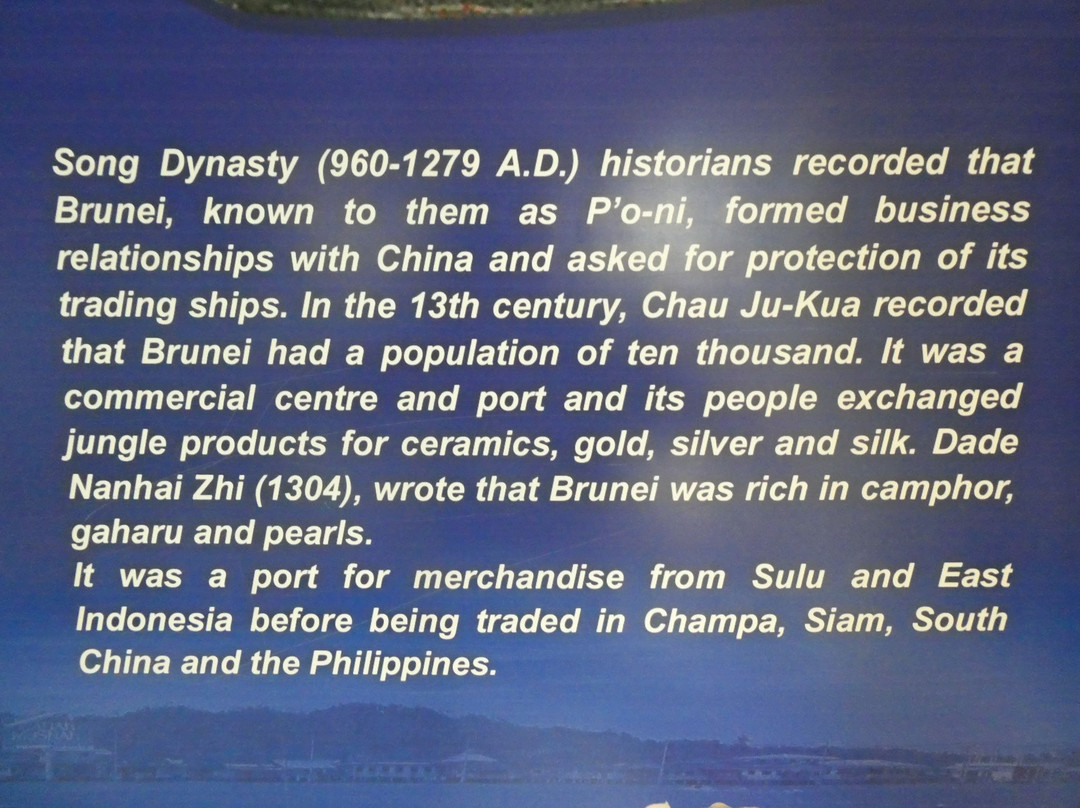 Song Dynasty (960-1279 A.D.) historians recorded that
Brunei, known to them as P'o-ni, formed business
relationships with China and asked for protection of its
trading ships. In the 13th century, Chau Ju-Kua recorded
that Brunei had a population of ten thousand. It was a
commercial centre and port and its people exchanged
jungle products for ceramics, gold, silver and silk. Dade
Nanhai Zhi (1304), wrote that Brunei was rich in camphor,
gaharu and pearls.
It was a port for merchandise from Sulu and East
Indonesia before being traded in Champa, Siam, South
China and the Philippines.